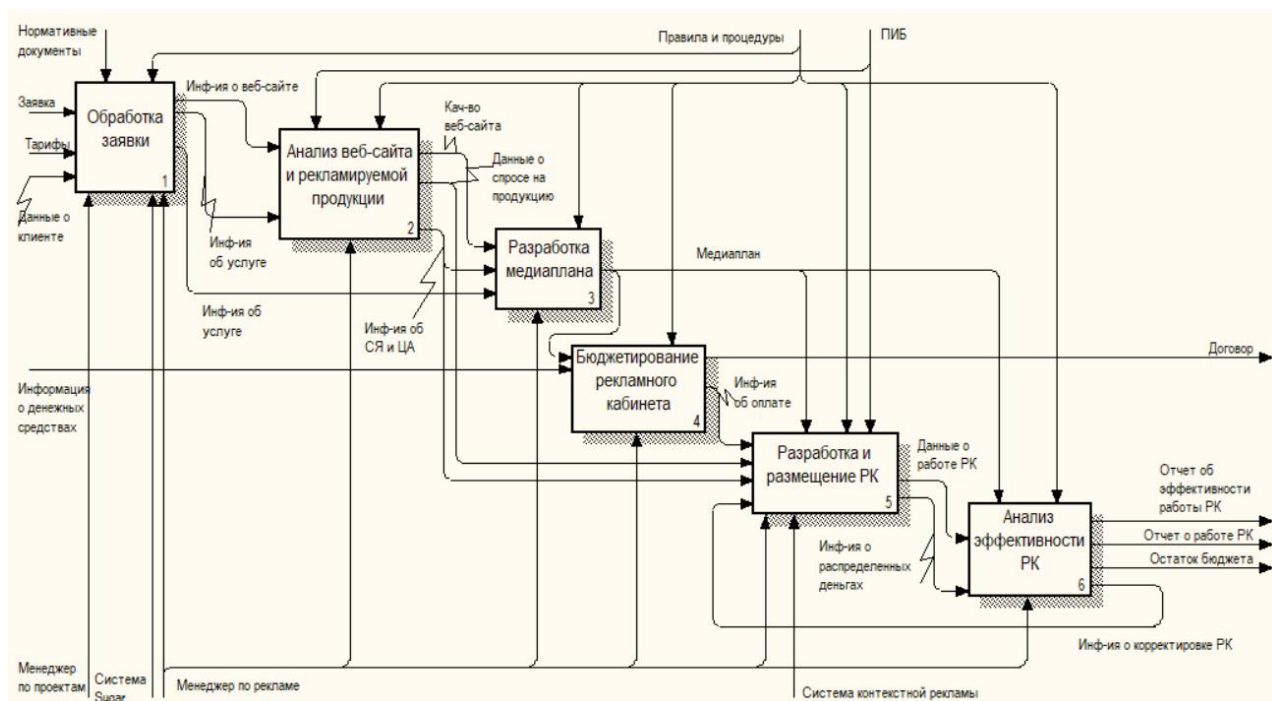 Нормативные
документы
Правила и процедуры
ПИБ
Заявка
Тарифы
Данные о
клиенте
Обработка
заявки
1
Инф-ия о веб-сайте
Инф-ия
об услуге
Инф-ия об
услуге
Анализ веб-сайта
и рекламируемой
продукции
2
Кач-во
веб-сайта
Данные о
спросе на
продукцию
Инф-ия об
СЯ и ЦА
Разработка
медиаплана
3
Медиаплан
Информация
о денежных
средствах
Бюджетирование
рекламного
кабинета
4
Договор
Инф-ия
об оплате
Разработка и
размещение РК
5
Данные о
работе РК
Инф-ия о
распределенных
деньгах
Анализ
эффективности
РК
6
Отчет об
эффективности
работы РК
Отчет о работе РК
Остаток бюджета
Инф-ия о корректировке РК
Менеджер
по проектам
Система
Sugar
Менеджер по рекламе
Система контекстной рекламы